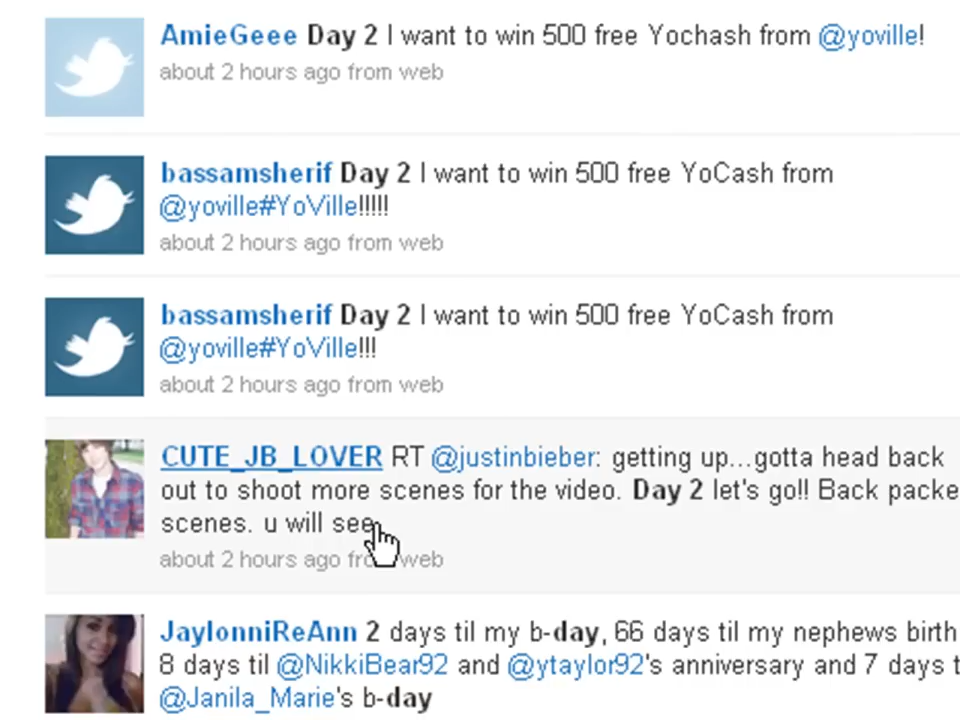 AmieGeee Day 2 I want to win 500 free Yochash from @yoville!
about 2 hours ago from web
bassamsherif Day 2 I want to win 500 free YoCash from
@yoville#YoVille!!!!!
about 2 hours ago from web
bassamsherif Day 2 I want to win 500 free YoCash from
@yoville#YoVille!!!
about 2 hours ago from web
CUTE_JB_LOVER RT @justinbieber: getting up...gotta head back
out to shoot more scenes for the video. Day 2 let's go!! Back packe
scenes. u will see
about 2 hours ago from web
JaylonniReAnn 2 days til my b-day, 66 days til my nephews birth
8 days til @NikkiBear92 and @ytaylor92's anniversary and 7 days t
@Janila_Marie's b-day